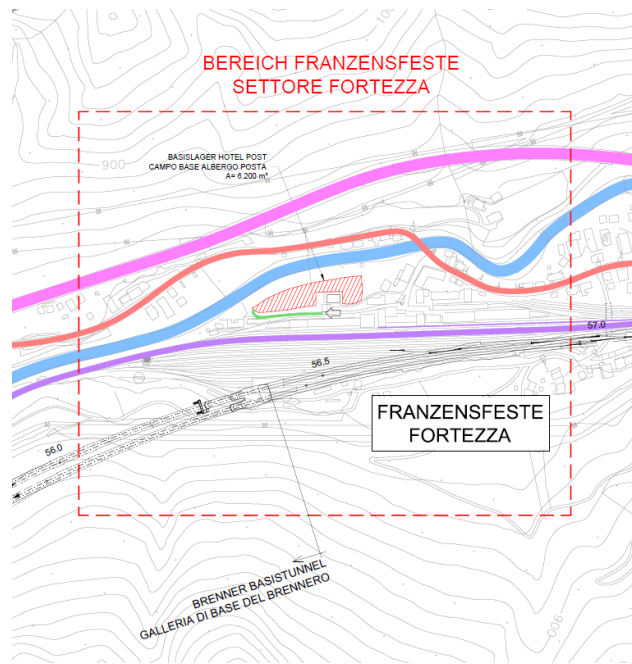 1000
BEREICH FRANZENSFESTE
SETTORE FORTEZZA
900
BASISLAGER HOTEL POST
CAMPO BASE ALBERGO POSTA
A= 6.200 m²
57.0
56.5
FRANZENSFESTE
FORTEZZA
56.0
BRENNER BASISTUNNEL
GALLERIA DI BASE DEL BRENNERO
900